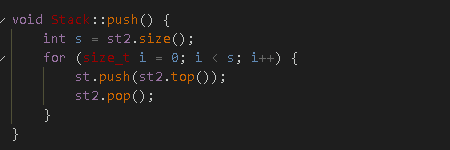 void Stack::push() {
int s = st2.size();
for (size_t i = 0; i < s; i++) {
st.push(st2.top());
st2.pop();
}
}